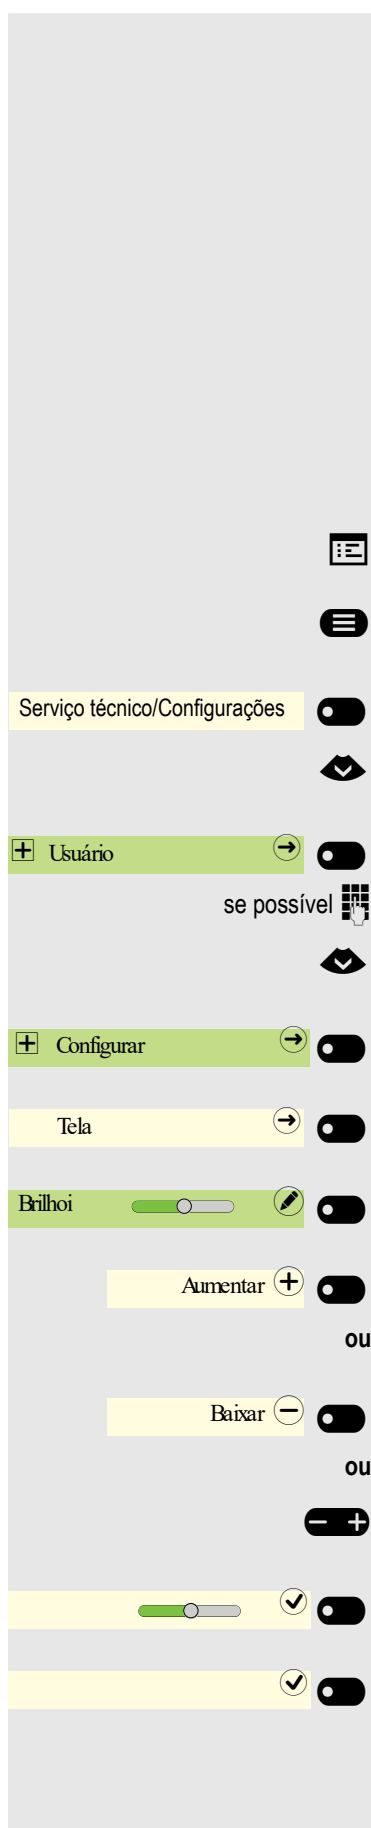 Serviço técnico/Configurações
Usuário
se possível
Configurar
Tela
Brilhoi
Aumentar
ou
Baixar
ou